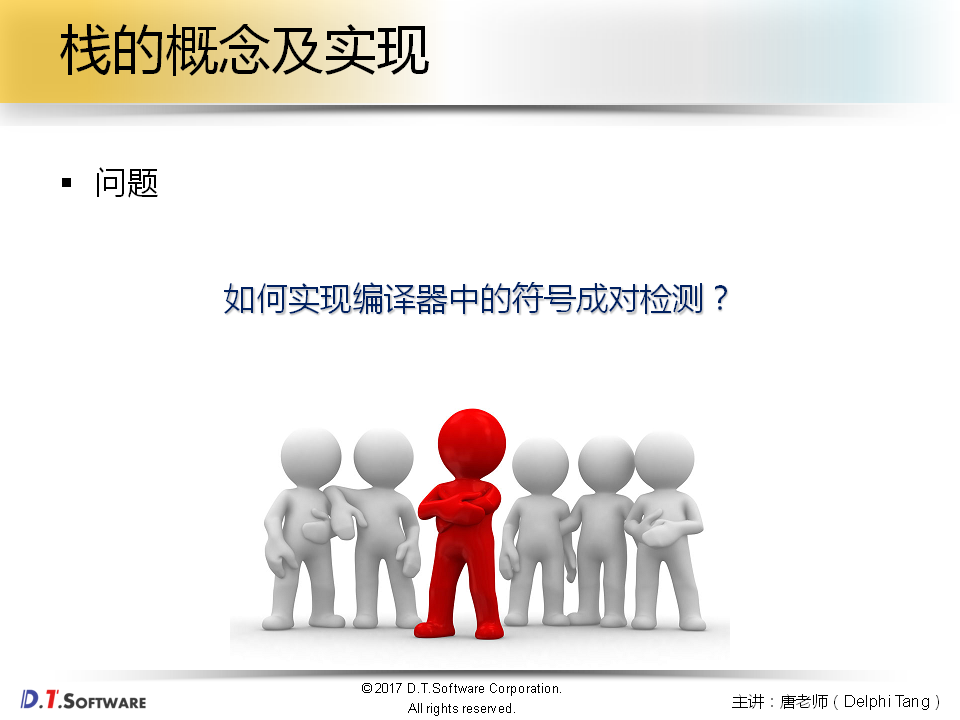 栈的概念及实现
▪ 问题
如何实现编译器中的符号成对检测？
D.T.SOFTWARE
©2017 D.T.Software Corporation.
All rights reserved.
主讲：唐老师（Delphi Tang）